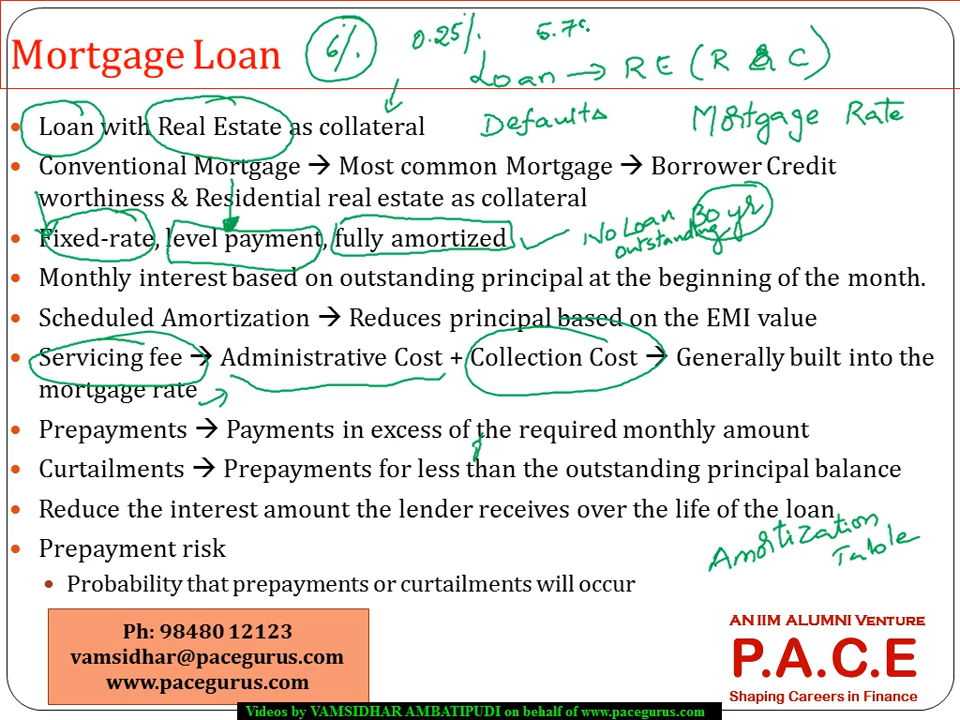 Mortgage Loan
6%
0.25%
Loan → RE (R & C)
Defaults
Mortgage Rate
• Loan with Real Estate as collateral
• Conventional Mortgage → Most common Mortgage → Borrower Credit
worthiness & Residential real estate as collateral
• Fixed-rate, level payment, fully amortized
No Loan
outstanding
30 yr
• Monthly interest based on outstanding principal at the beginning of the month.
• Scheduled Amortization → Reduces principal based on the EMI value
• Servicing fee → Administrative Cost + Collection Cost → Generally built into the
mortgage rate
• Prepayments → Payments in excess of the required monthly amount
• Curtailments → Prepayments for less than the outstanding principal balance
• Reduce the interest amount the lender receives over the life of the loan
• Prepayment risk
Amortization
Table
• Probability that prepayments or curtailments will occur
Ph: 98480 12123
vamsidhar@pacegurus.com
www.pacegurus.com
AN IIM ALUMNI VENTURE
P.A.C.E
Shaping Careers in Finance
Videos by VAMSIDHAR AMBATIPUDI on behalf of www.pacegurus.com